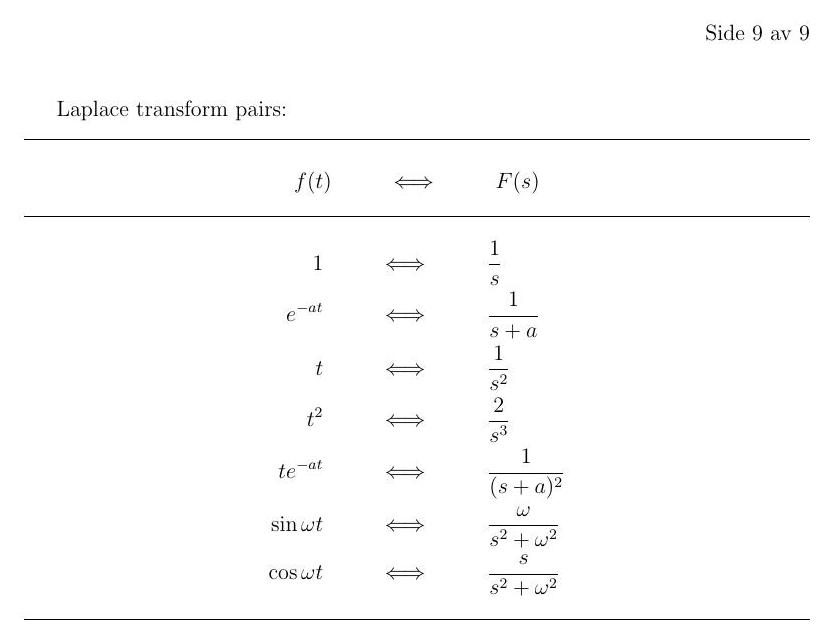 Side 9 av 9
Laplace transform pairs:
f(t) ⟺ F(s)
1 ⟺ 1/s
e^{-at} ⟺ 1/(s + a)
t ⟺ 1/s^2
t^2 ⟺ 2/s^3
te^{-at} ⟺ 1/(s + a)^2
sin ωt ⟺ ω/(s^2 + ω^2)
cos ωt ⟺ s/(s^2 + ω^2)